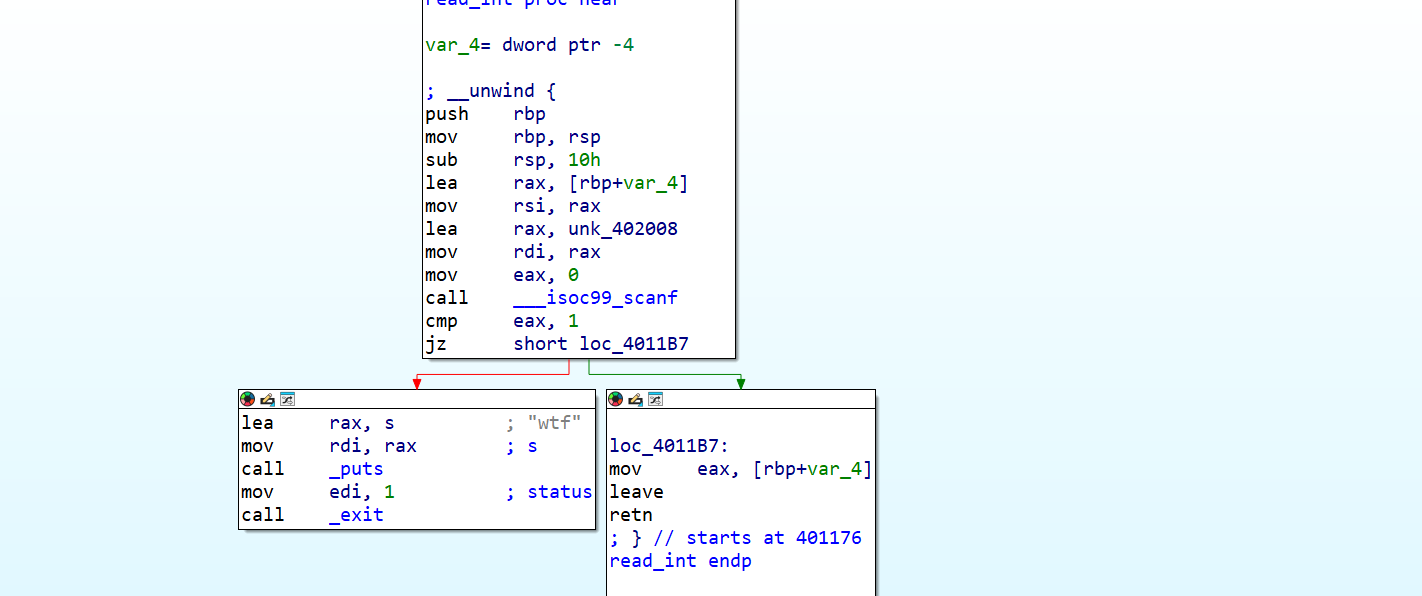 read_int proc near
var_4= dword ptr -4
; __unwind {
push rbp
mov rbp, rsp
sub rsp, 10h
lea rax, [rbp+var_4]
mov rsi, rax
lea rax, unk_402008
mov rdi, rax
mov eax, 0
call ___isoc99_scanf
cmp eax, 1
jz short loc_4011B7
lea rax, s ; "wtf"
mov rdi, rax ; s
call _puts
mov edi, 1 ; status
call _exit
loc_4011B7:
mov eax, [rbp+var_4]
leave
retn
; } // starts at 401176
read_int endp